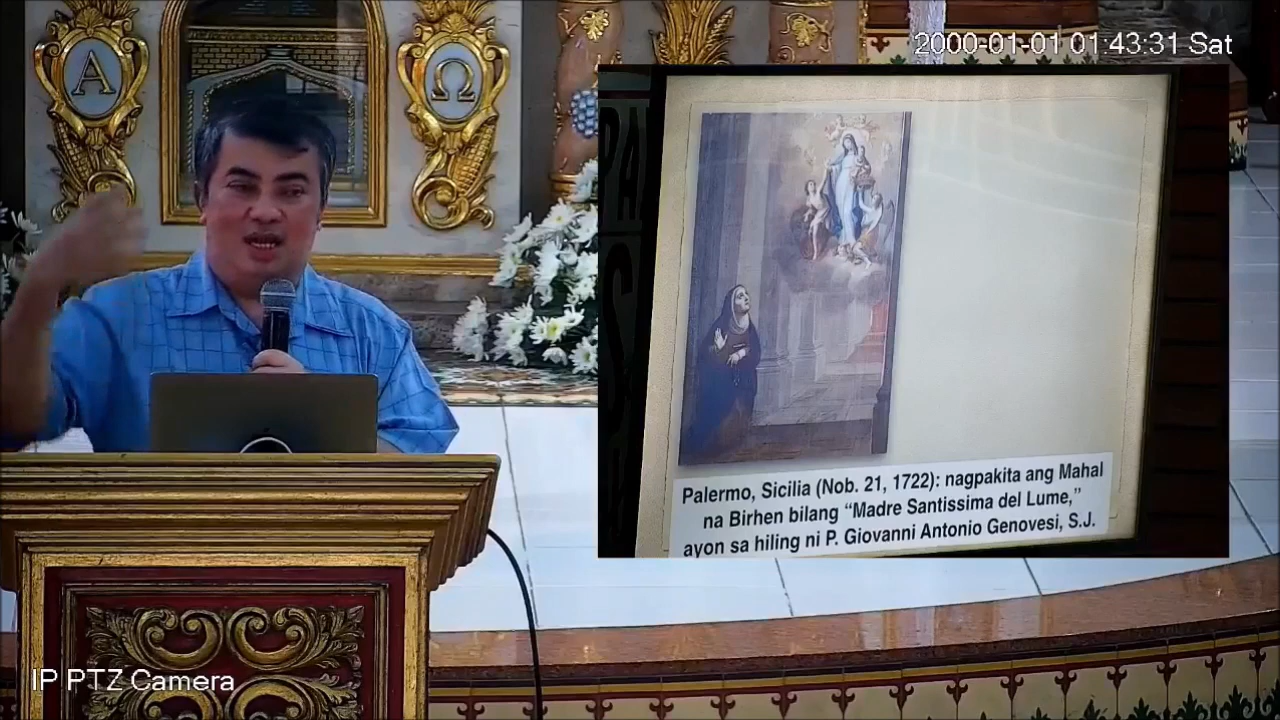 2000-01-01 01:43:31 Sat
Α
Ω
Palermo, Sicilia (Nob. 21, 1722): nagpakita ang Mahal
na Birhen bilang “Madre Santissima del Lume,”
ayon sa hiling ni P. Giovanni Antonio Genovesi, S.J.
IP PTZ Camera